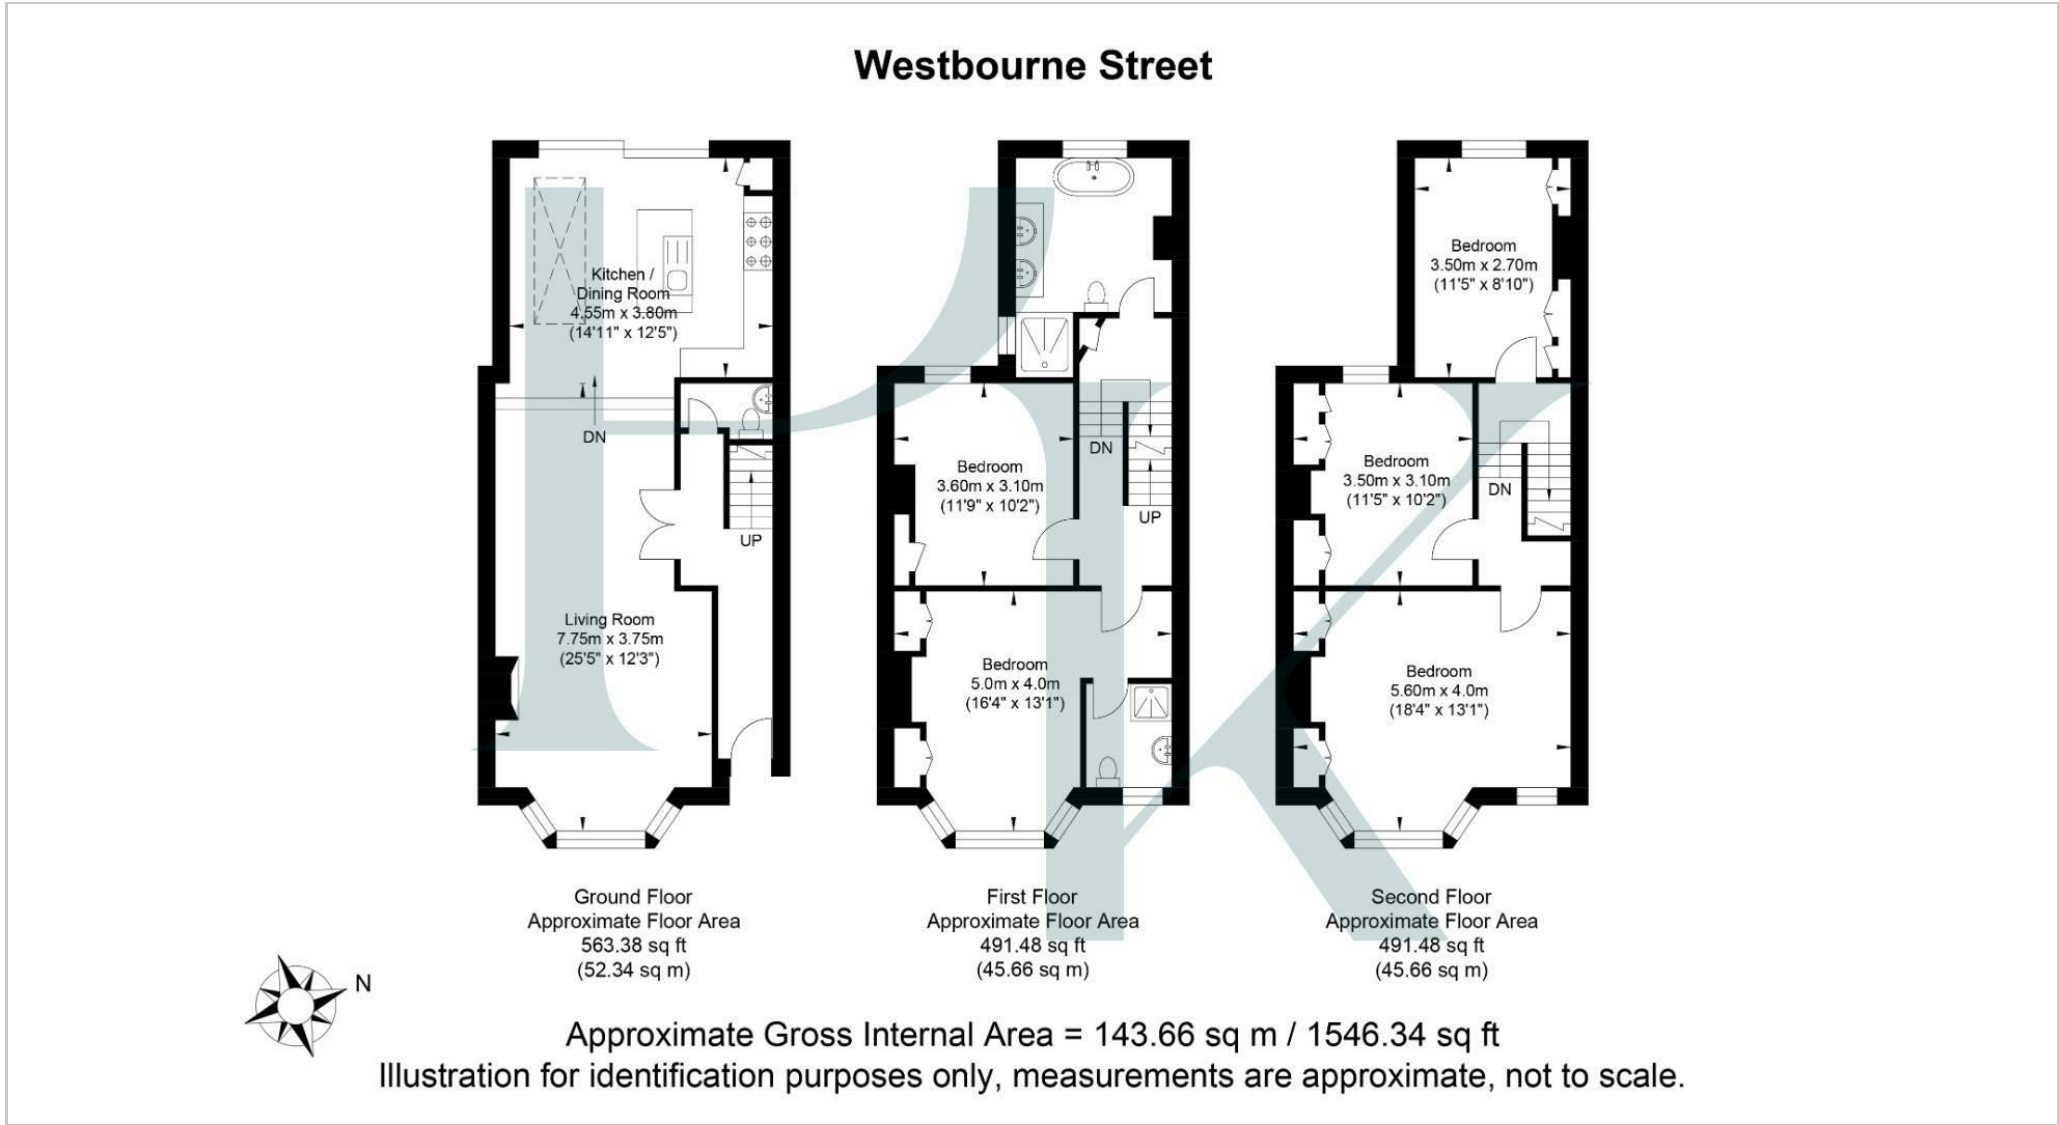 Westbourne Street
Kitchen /
Dining Room
4.55m x 3.80m
(14'11" x 12'5")
DN
UP
Living Room
7.75m x 3.75m
(25'5" x 12'3")
Ground Floor
Approximate Floor Area
563.38 sq ft
(52.34 sq m)
Bedroom
3.60m x 3.10m
(11'9" x 10'2")
DN
UP
Bedroom
5.0m x 4.0m
(16'4" x 13'1")
First Floor
Approximate Floor Area
491.48 sq ft
(45.66 sq m)
Bedroom
3.50m x 2.70m
(11'5" x 8'10")
Bedroom
3.50m x 3.10m
(11'5" x 10'2")
DN
Bedroom
5.60m x 4.0m
(18'4" x 13'1")
Second Floor
Approximate Floor Area
491.48 sq ft
(45.66 sq m)
N
Approximate Gross Internal Area = 143.66 sq m / 1546.34 sq ft
Illustration for identification purposes only, measurements are approximate, not to scale.